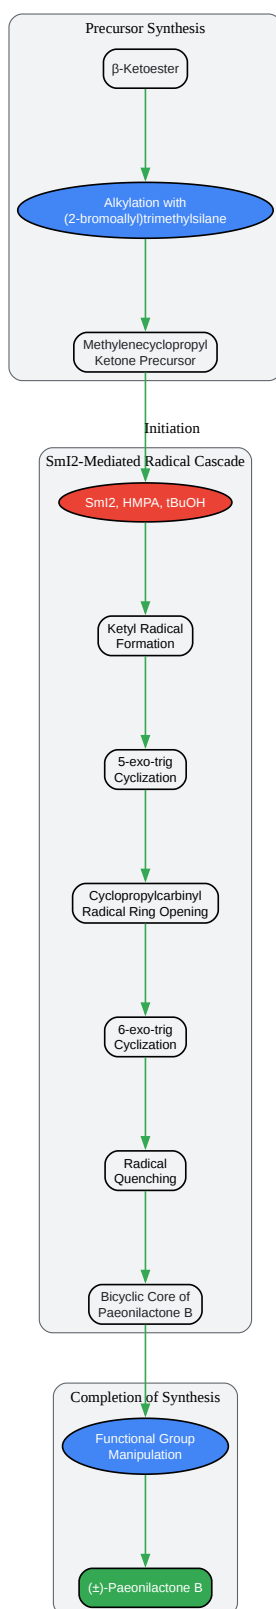 Precursor Synthesis
β-Ketoester
Alkylation with
(2-bromoallyl)trimethylsilane
Methylenecyclopropyl
Ketone Precursor
Initiation
SmI2-Mediated Radical Cascade
SmI2, HMPA, tBuOH
Ketyl Radical
Formation
5-exo-trig
Cyclization
Cyclopropylcarbinyl
Radical Ring Opening
6-exo-trig
Cyclization
Radical
Quenching
Bicyclic Core of
Paeonilactone B
Completion of Synthesis
Functional Group
Manipulation
(±)-Paeonilactone B